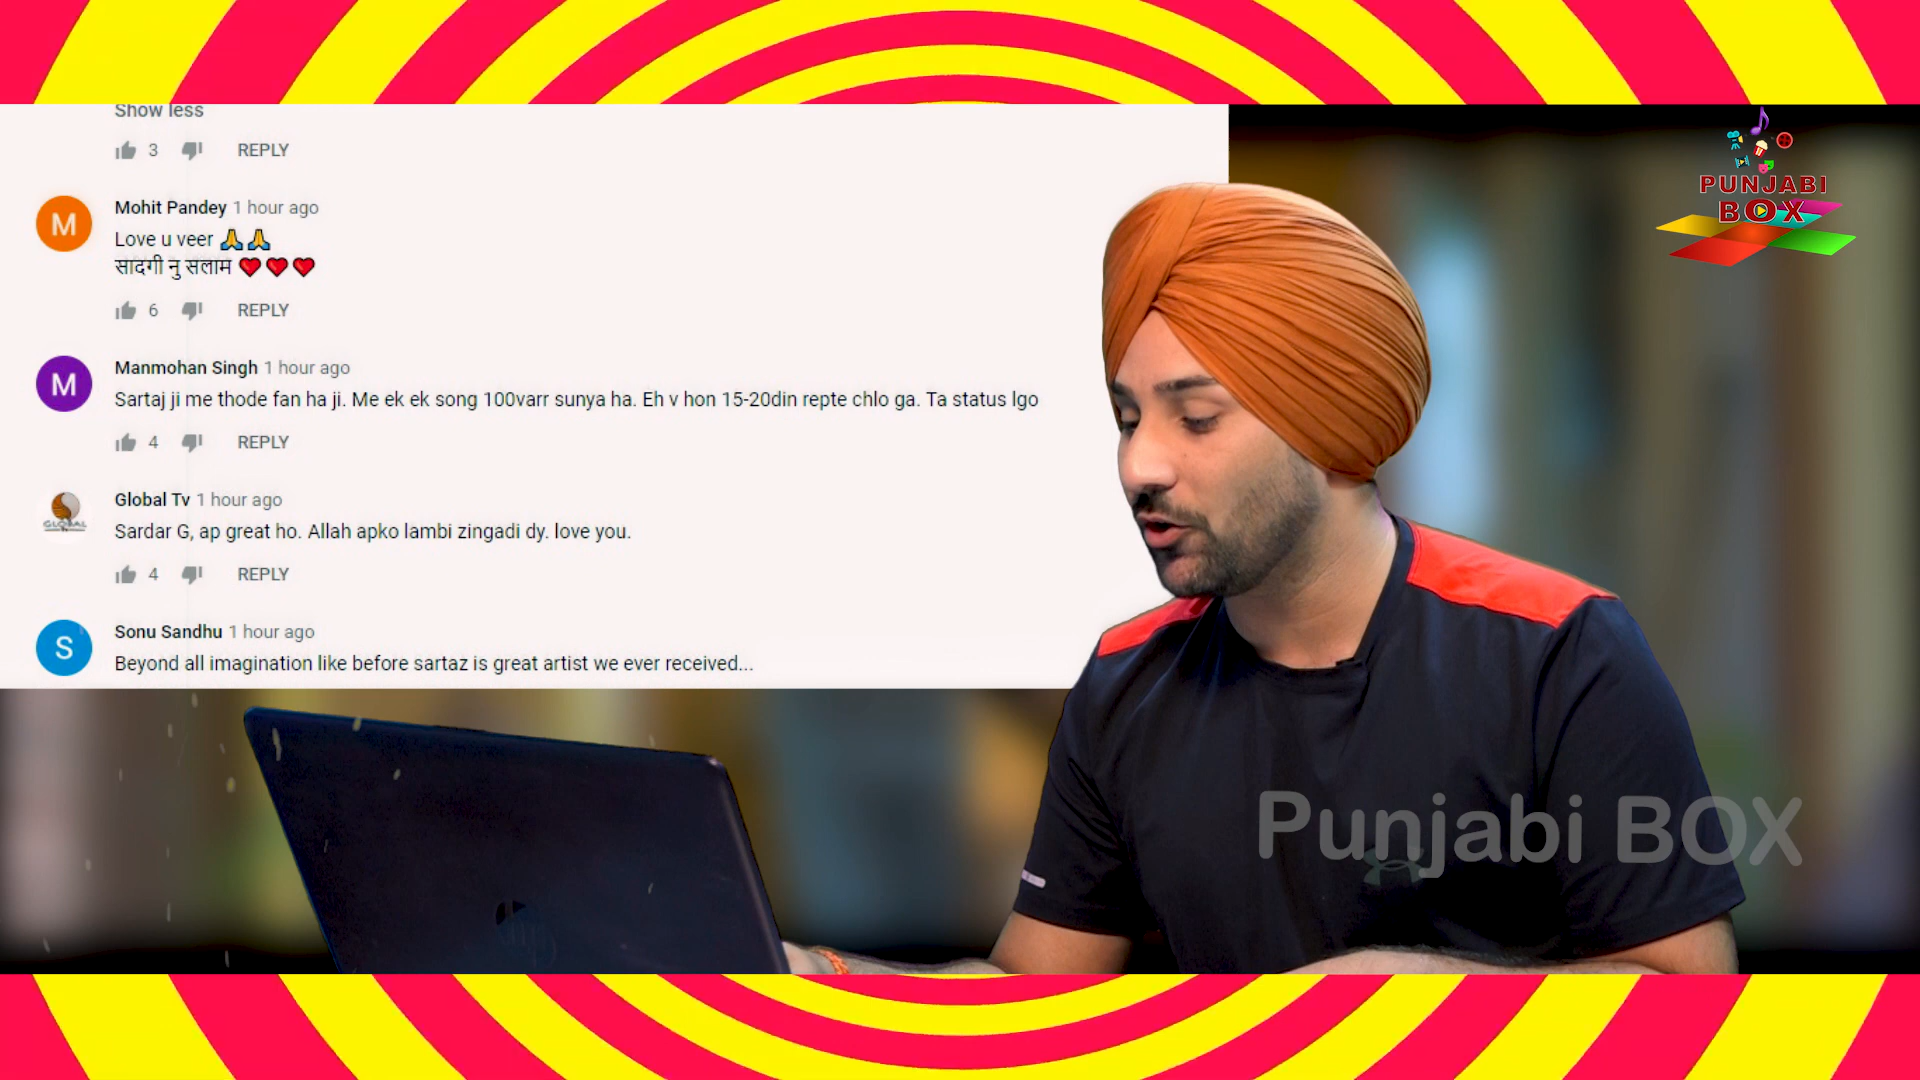 Show less
3 REPLY
PUNJABI
BOX
Mohit Pandey 1 hour ago
Love u veer 🙏🙏
सादगी नु सलाम ❤❤❤
6 REPLY
Manmohan Singh 1 hour ago
Sartaj ji me thode fan ha ji. Me ek ek song 100varr sunya ha. Eh v hon 15-20din repte chlo ga. Ta status lgo
4 REPLY
Global Tv 1 hour ago
Sardar G, ap great ho. Allah apko lambi zingadi dy. love you.
4 REPLY
Sonu Sandhu 1 hour ago
Beyond all imagination like before sartaz is great artist we ever received...
M
M
GLOBAL
S
Punjabi BOX
hp